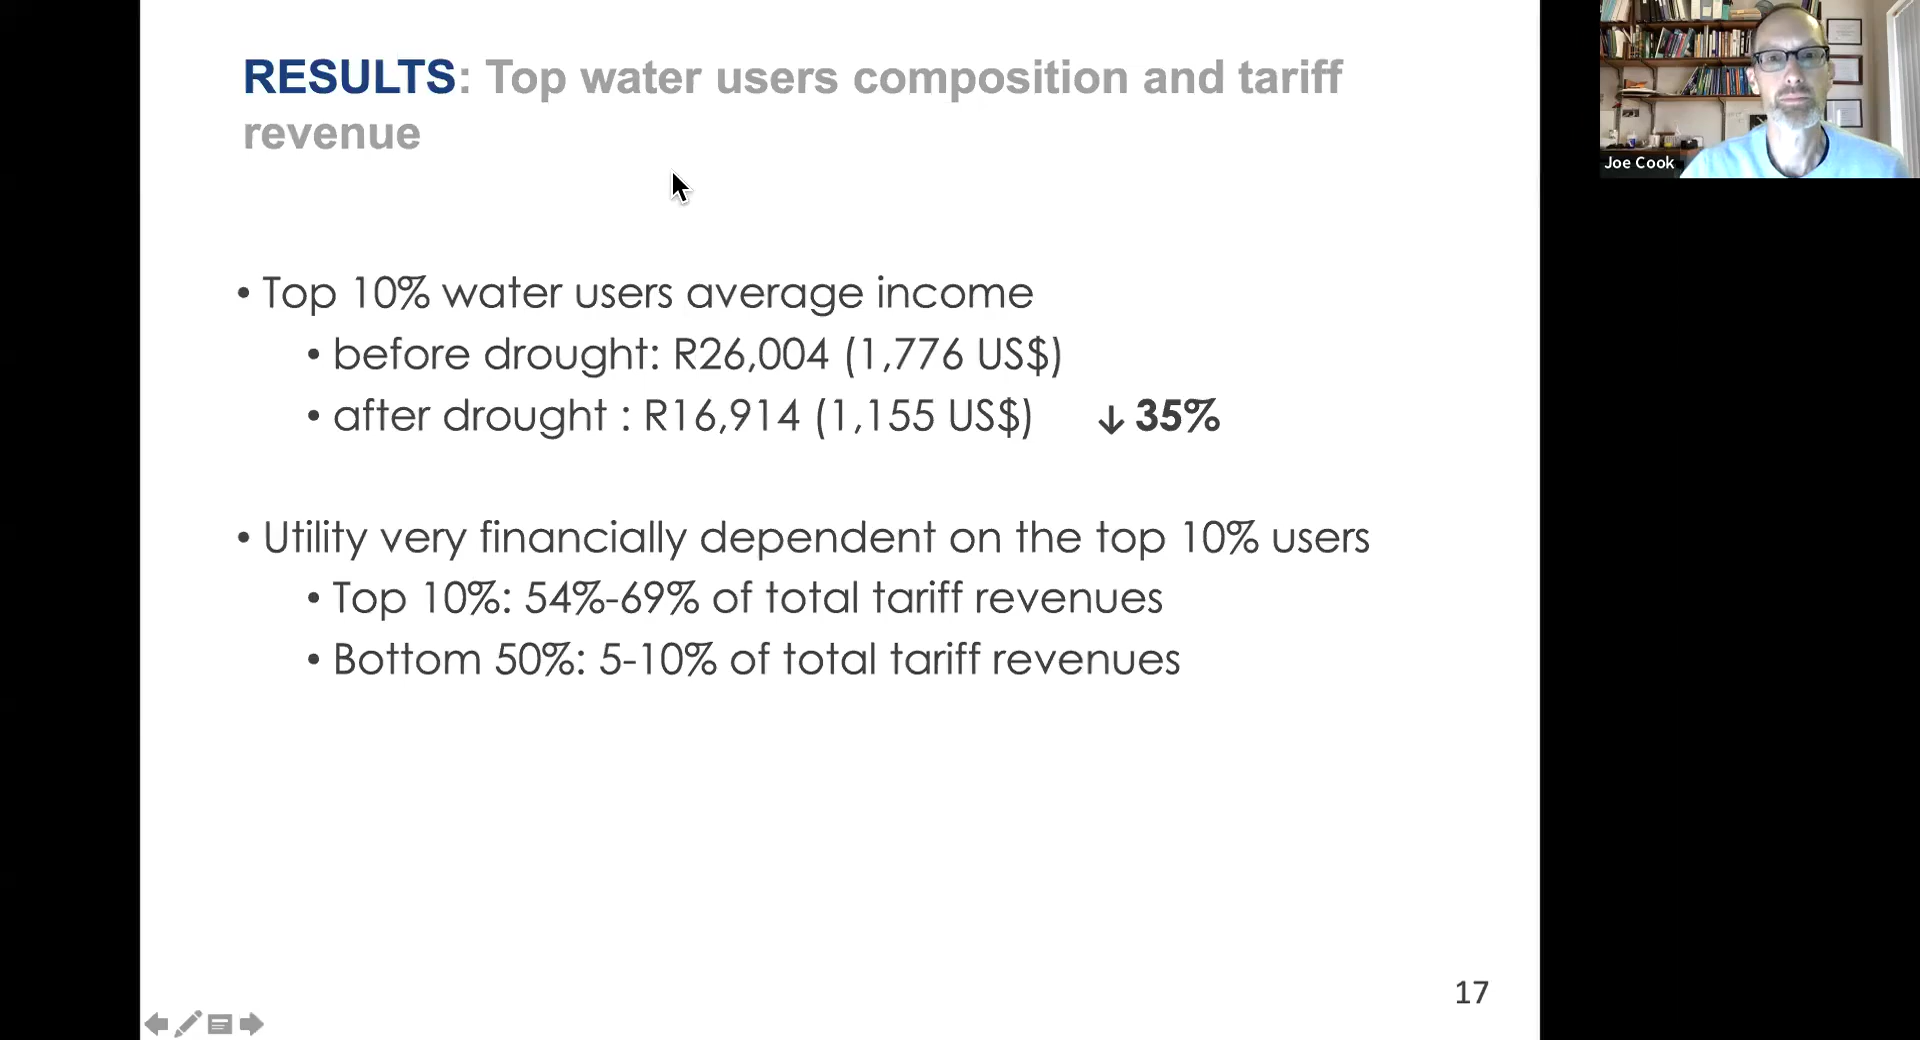 RESULTS: Top water users composition and tariff
revenue
• Top 10% water users average income
• before drought: R26,004 (1,776 US$)
• after drought : R16,914 (1,155 US$) ↓ 35%
• Utility very financially dependent on the top 10% users
• Top 10%: 54%-69% of total tariff revenues
• Bottom 50%: 5-10% of total tariff revenues
17
Joe Cook